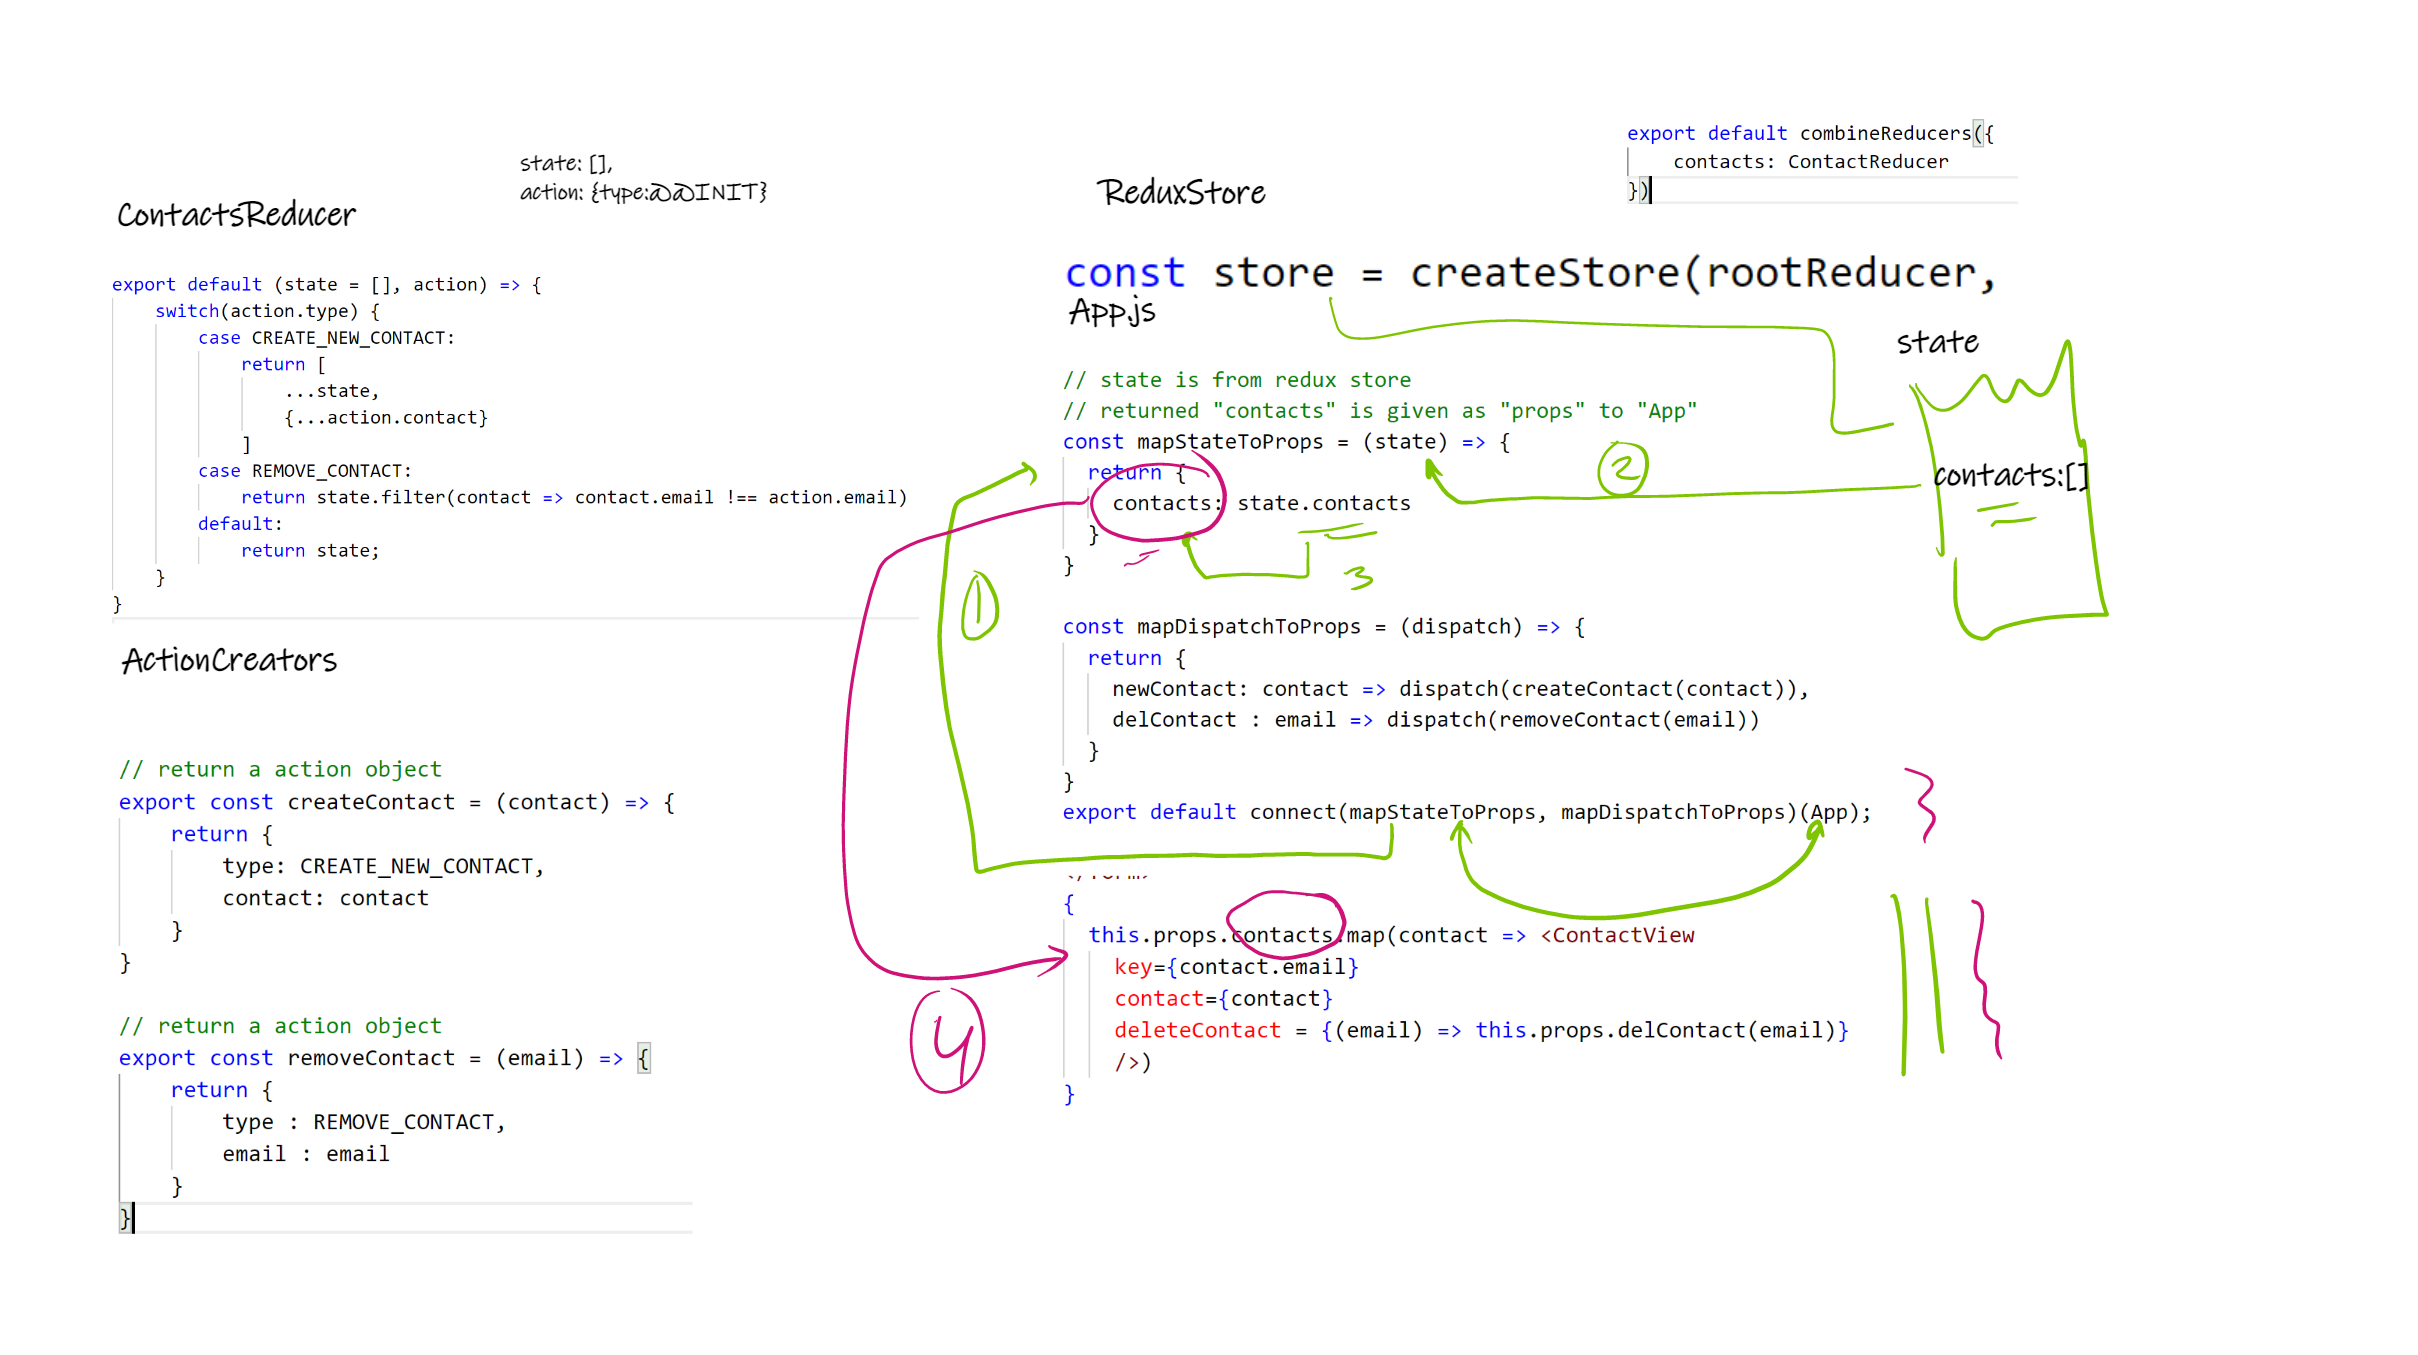 state: [],
action: {type:@@INIT}
ContactsReducer
export default (state = [], action) => {
switch(action.type) {
case CREATE_NEW_CONTACT:
return [
...state,
{...action.contact}
]
case REMOVE_CONTACT:
return state.filter(contact => contact.email !== action.email)
default:
return state;
}
}
ActionCreators
// return a action object
export const createContact = (contact) => {
return {
type: CREATE_NEW_CONTACT,
contact: contact
}
}
// return a action object
export const removeContact = (email) => {
return {
type : REMOVE_CONTACT,
email : email
}
}
export default combineReducers({
contacts: ContactReducer
})
ReduxStore
const store = createStore(rootReducer,
App.js
state
contacts:[]
// state is from redux store
// returned "contacts" is given as "props" to "App"
const mapStateToProps = (state) => {
return {
contacts: state.contacts
}
}
1
2
3
const mapDispatchToProps = (dispatch) => {
return {
newContact: contact => dispatch(createContact(contact)),
delContact : email => dispatch(removeContact(email))
}
}
export default connect(mapStateToProps, mapDispatchToProps)(App);
{
this.props.contacts.map(contact => <ContactView
key={contact.email}
contact={contact}
deleteContact = {(email) => this.props.delContact(email)}
/>)
}
4